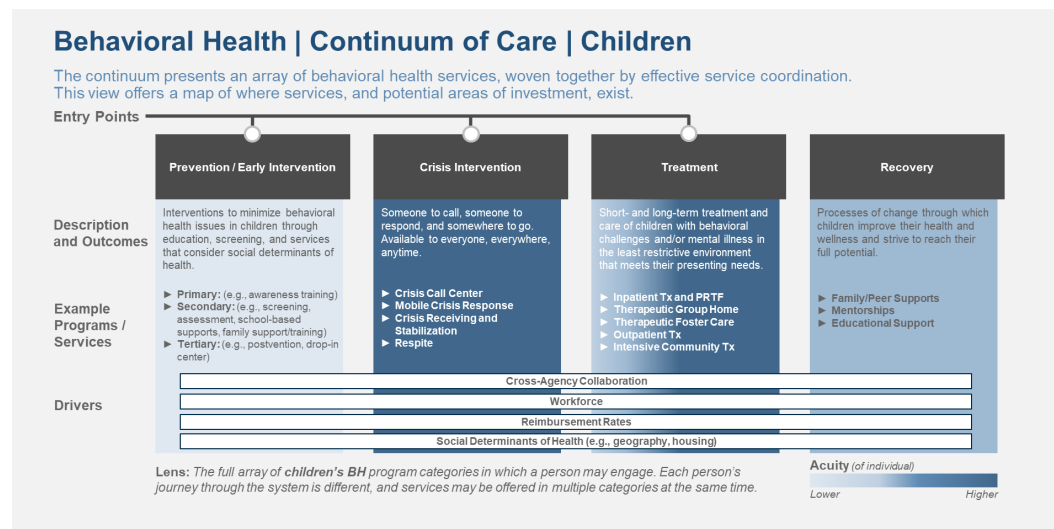 Behavioral Health | Continuum of Care | Children
The continuum presents an array of behavioral health services, woven together by effective service coordination.
This view offers a map of where services, and potential areas of investment, exist.
Entry Points
Prevention / Early Intervention
Crisis Intervention
Treatment
Recovery
Description
and Outcomes
Interventions to minimize behavioral
health issues in children through
education, screening, and services
that consider social determinants of
health.
Someone to call, someone to
respond, and somewhere to go.
Available to everyone, everywhere,
anytime.
Short- and long-term treatment and
care of children with behavioral
challenges and/or mental illness in
the least restrictive environment
that meets their presenting needs.
Processes of change through which
children improve their health and
wellness and strive to reach their
full potential.
Example
Programs /
Services
► Primary: (e.g., awareness training)
► Secondary: (e.g., screening,
assessment, school-based
supports, family support/training)
► Tertiary: (e.g., postvention, drop-in
center)
► Crisis Call Center
► Mobile Crisis Response
► Crisis Receiving and
Stabilization
► Respite
► Inpatient Tx and PRTF
► Therapeutic Group Home
► Therapeutic Foster Care
► Outpatient Tx
► Intensive Community Tx
► Family/Peer Supports
► Mentorships
► Educational Support
Drivers
Cross-Agency Collaboration
Workforce
Reimbursement Rates
Social Determinants of Health (e.g., geography, housing)
Lens: The full array of children's BH program categories in which a person may engage. Each person's
journey through the system is different, and services may be offered in multiple categories at the same time.
Acuity (of individual)
Lower Higher